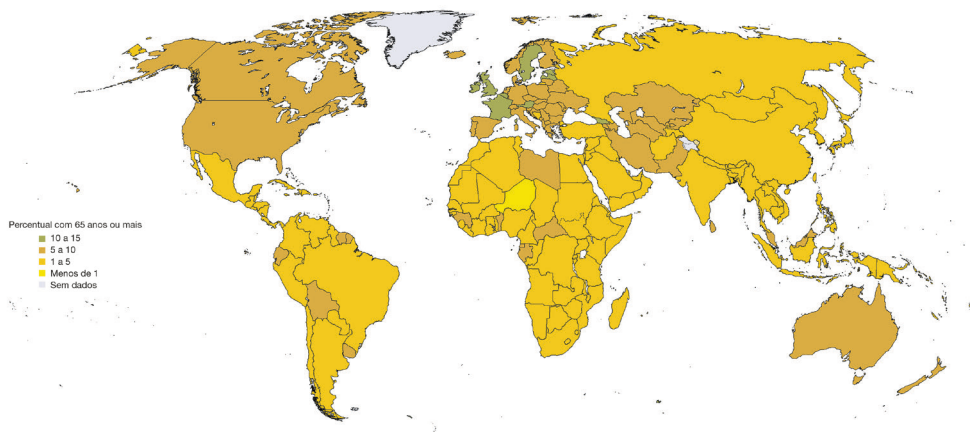 Percentual com 65 anos ou mais
10 a 15
5 a 10
1 a 5
Menos de 1
Sem dados